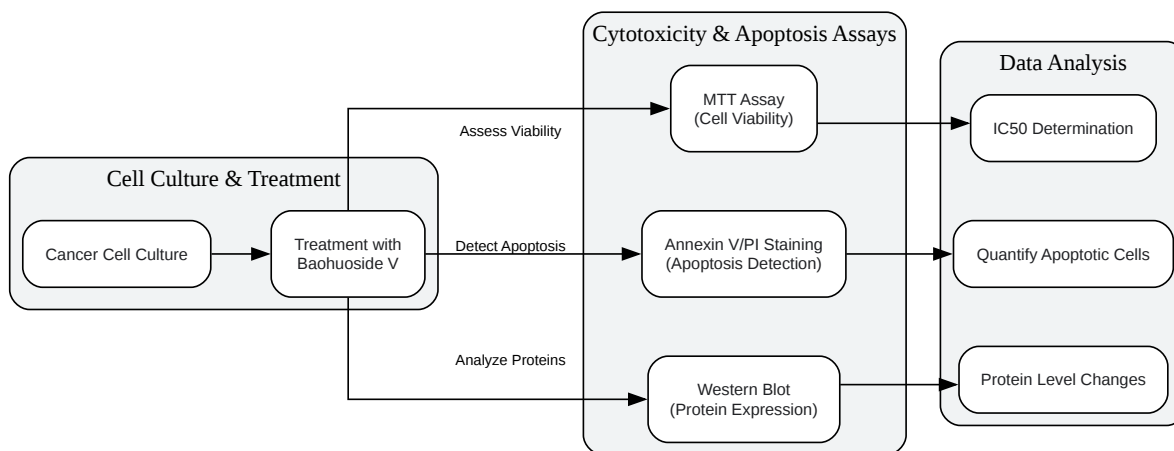 Cytotoxicity & Apoptosis Assays
Data Analysis
MTT Assay
(Cell Viability)
IC50 Determination
Assess Viability
Cell Culture & Treatment
Cancer Cell Culture
Treatment with
Baohuoside V
Detect Apoptosis
Annexin V/PI Staining
(Apoptosis Detection)
Quantify Apoptotic Cells
Analyze Proteins
Western Blot
(Protein Expression)
Protein Level Changes